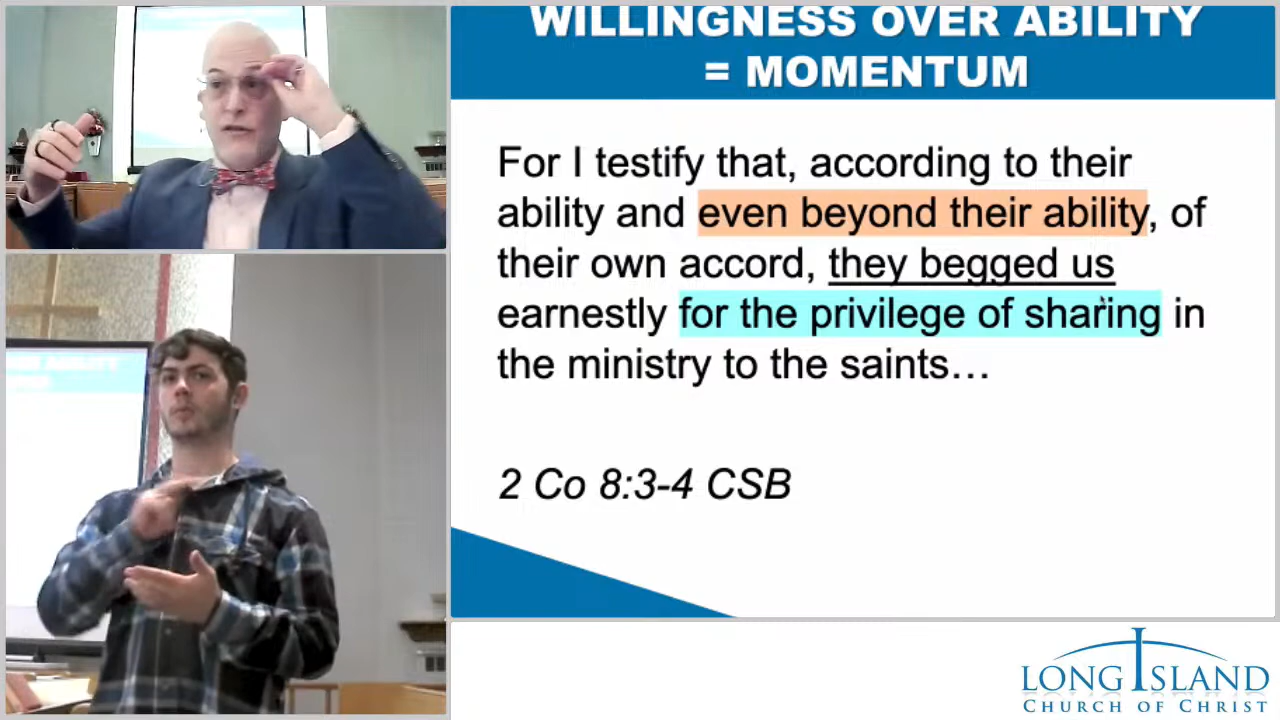 WILLINGNESS OVER ABILITY
= MOMENTUM
For I testify that, according to their
ability and even beyond their ability, of
their own accord, they begged us
earnestly for the privilege of sharing in
the ministry to the saints…
2 Co 8:3-4 CSB
LONG ISLAND
CHURCH OF CHRIST